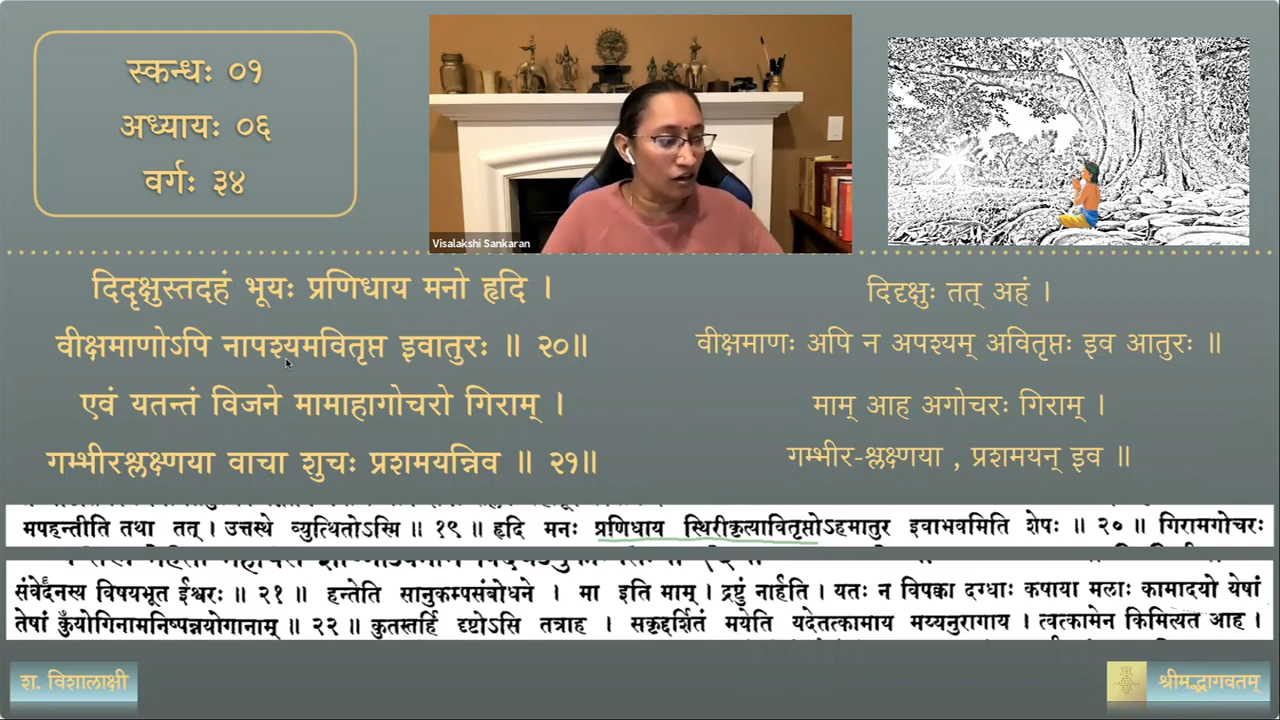 स्कन्धः ०१
अध्यायः ०६
वर्गः ३४
Visalakshi Sankaran
दिदृक्षुस्तदहं भूयः प्रणिधाय मनो हृदि ।
वीक्षमाणोऽपि नापश्यमवितृप्त इवातुरः ॥ २०॥
एवं यतन्तं विजने मामाहागोचरो गिराम् ।
गम्भीरश्लक्ष्णया वाचा शुचः प्रशमयन्निव ॥ २१॥
दिदृक्षुः तत् अहं ।
वीक्षमाणः अपि न अपश्यम् अवितृप्तः इव आतुरः ॥
माम् आह अगोचरः गिराम् ।
गम्भीर-श्लक्ष्णया , प्रशमयन् इव ॥
मपहन्तीति तथा तत् । उत्तस्थे व्युत्थितोऽस्मि ॥ १९ ॥ हृदि मनः प्रणिधाय स्थिरीकृत्यावितृप्तोऽहमातुर इवाभवमिति शेषः ॥ २० ॥ गिरामगोचरः
संवेदनस्य विषयभूत ईश्वरः ॥ २१ ॥ हन्तेति सानुकम्पसंबोधने । मा इति माम् । द्रष्टुं नार्हति । यतः न विपक्वा दग्धाः कषाया मलाः कामादयो येषां
तेषां कुयोगिनामनिष्पन्नयोगानाम् ॥ २२ ॥ कुतस्तर्हि दृष्टोऽसि तत्राह । सकृद्दर्शितं मयेति यदेतत्कामाय मय्यनुरागाय । त्वत्कामेन किमित्यत आह ।
श. विशालाक्षी
श्रीमद्भागवतम्